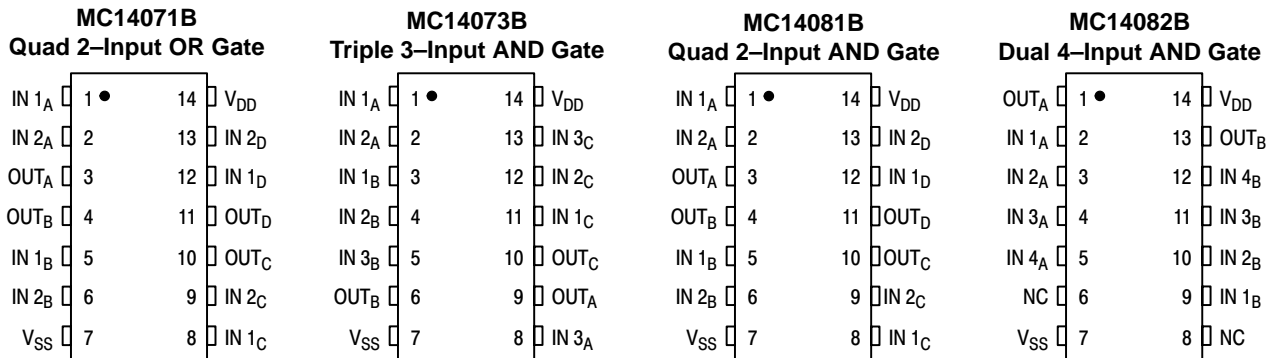 MC14071B
Quad 2–Input OR Gate
IN 1A 1 14 VDD
IN 2A 2 13 IN 2D
OUTA 3 12 IN 1D
OUTB 4 11 OUTD
IN 1B 5 10 OUTC
IN 2B 6 9 IN 2C
VSS 7 8 IN 1C
MC14073B
Triple 3–Input AND Gate
IN 1A 1 14 VDD
IN 2A 2 13 IN 3C
IN 1B 3 12 IN 2C
IN 2B 4 11 IN 1C
IN 3B 5 10 OUTC
OUTB 6 9 OUTA
VSS 7 8 IN 3A
MC14081B
Quad 2–Input AND Gate
IN 1A 1 14 VDD
IN 2A 2 13 IN 2D
OUTA 3 12 IN 1D
OUTB 4 11 OUTD
IN 1B 5 10 OUTC
IN 2B 6 9 IN 2C
VSS 7 8 IN 1C
MC14082B
Dual 4–Input AND Gate
OUTA 1 14 VDD
IN 1A 2 13 OUTB
IN 2A 3 12 IN 4B
IN 3A 4 11 IN 3B
IN 4A 5 10 IN 2B
NC 6 9 IN 1B
VSS 7 8 NC